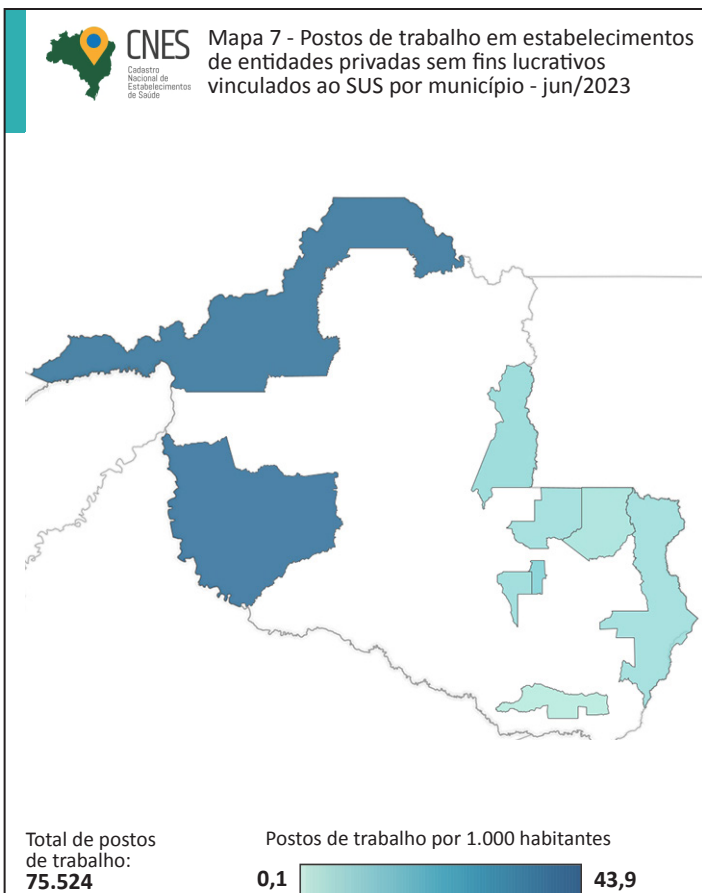 CNES
Cadastro
Nacional de
Estabelecimentos
de Saúde
Mapa 7 - Postos de trabalho em estabelecimentos
de entidades privadas sem fins lucrativos
vinculados ao SUS por município - jun/2023
Total de postos
de trabalho:
75.524
Postos de trabalho por 1.000 habitantes
0,1
43,9